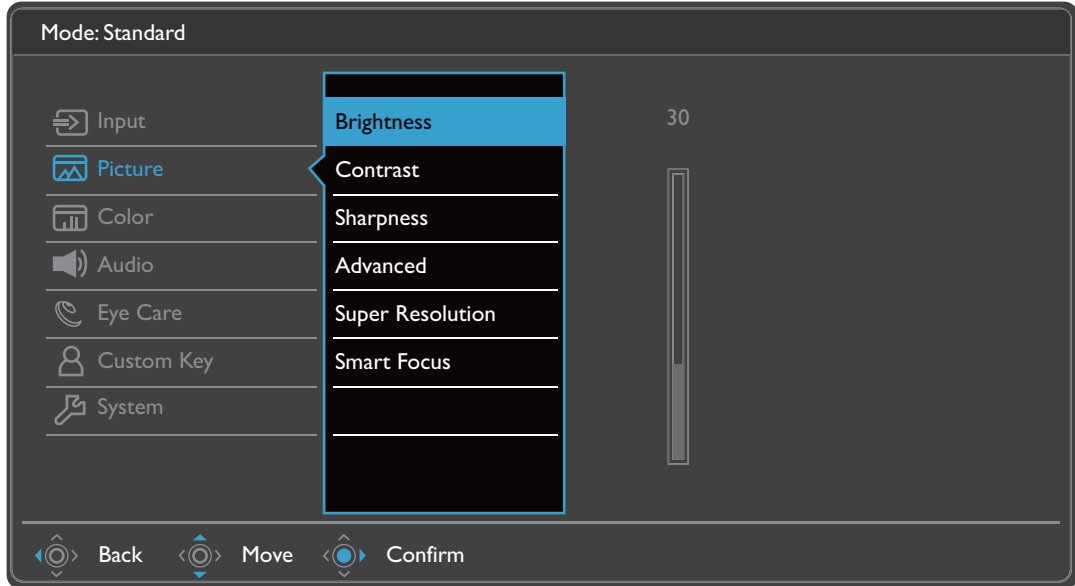 Mode: Standard
Input
Picture
Color
Audio
Eye Care
Custom Key
System
Brightness
Contrast
Sharpness
Advanced
Super Resolution
Smart Focus
30
Back Move Confirm